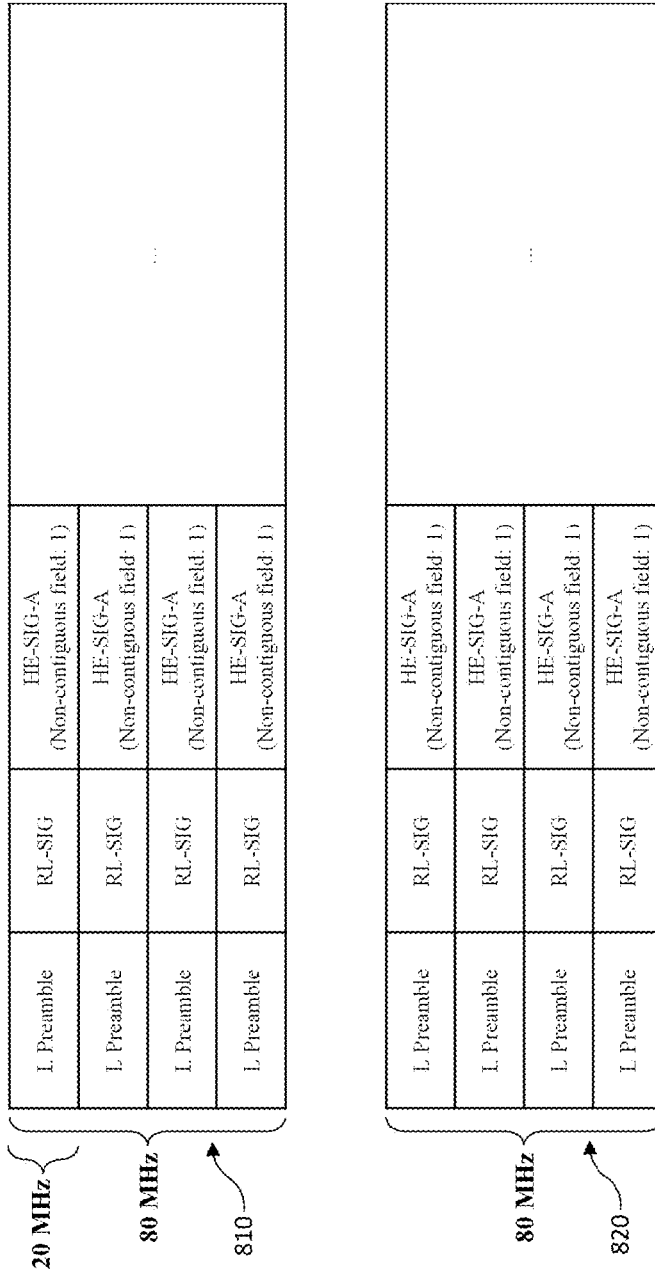 20 MHz
80 MHz
810
L Preamble
RL-SIG
HE-SIG-A
(Non-contiguous field: 1)
L Preamble
RL-SIG
HE-SIG-A
(Non-contiguous field: 1)
L Preamble
RL-SIG
HE-SIG-A
(Non-contiguous field: 1)
L Preamble
RL-SIG
HE-SIG-A
(Non-contiguous field: 1)
...
80 MHz
820
L Preamble
RL-SIG
HE-SIG-A
(Non-contiguous field: 1)
L Preamble
RL-SIG
HE-SIG-A
(Non-contiguous field: 1)
L Preamble
RL-SIG
HE-SIG-A
(Non-contiguous field: 1)
L Preamble
RL-SIG
HE-SIG-A
(Non-contiguous field: 1)
...